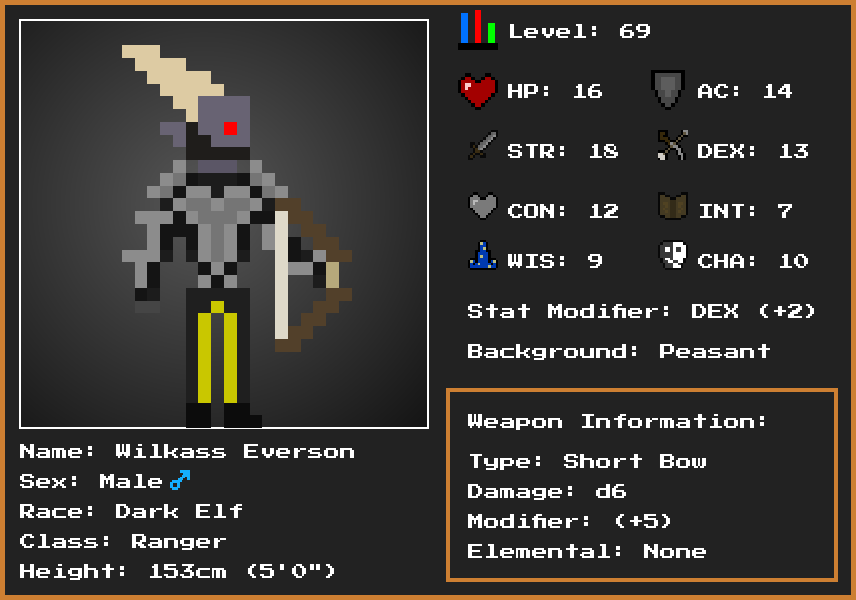 Level: 69
HP: 16
AC: 14
STR: 18
DEX: 13
CON: 12
INT: 7
WIS: 9
CHA: 10
Stat Modifier: DEX (+2)
Background: Peasant
Weapon Information:
Type: Short Bow
Damage: d6
Modifier: (+5)
Elemental: None
Name: Wilkass Everson
Sex: Male♂
Race: Dark Elf
Class: Ranger
Height: 153cm (5'0")